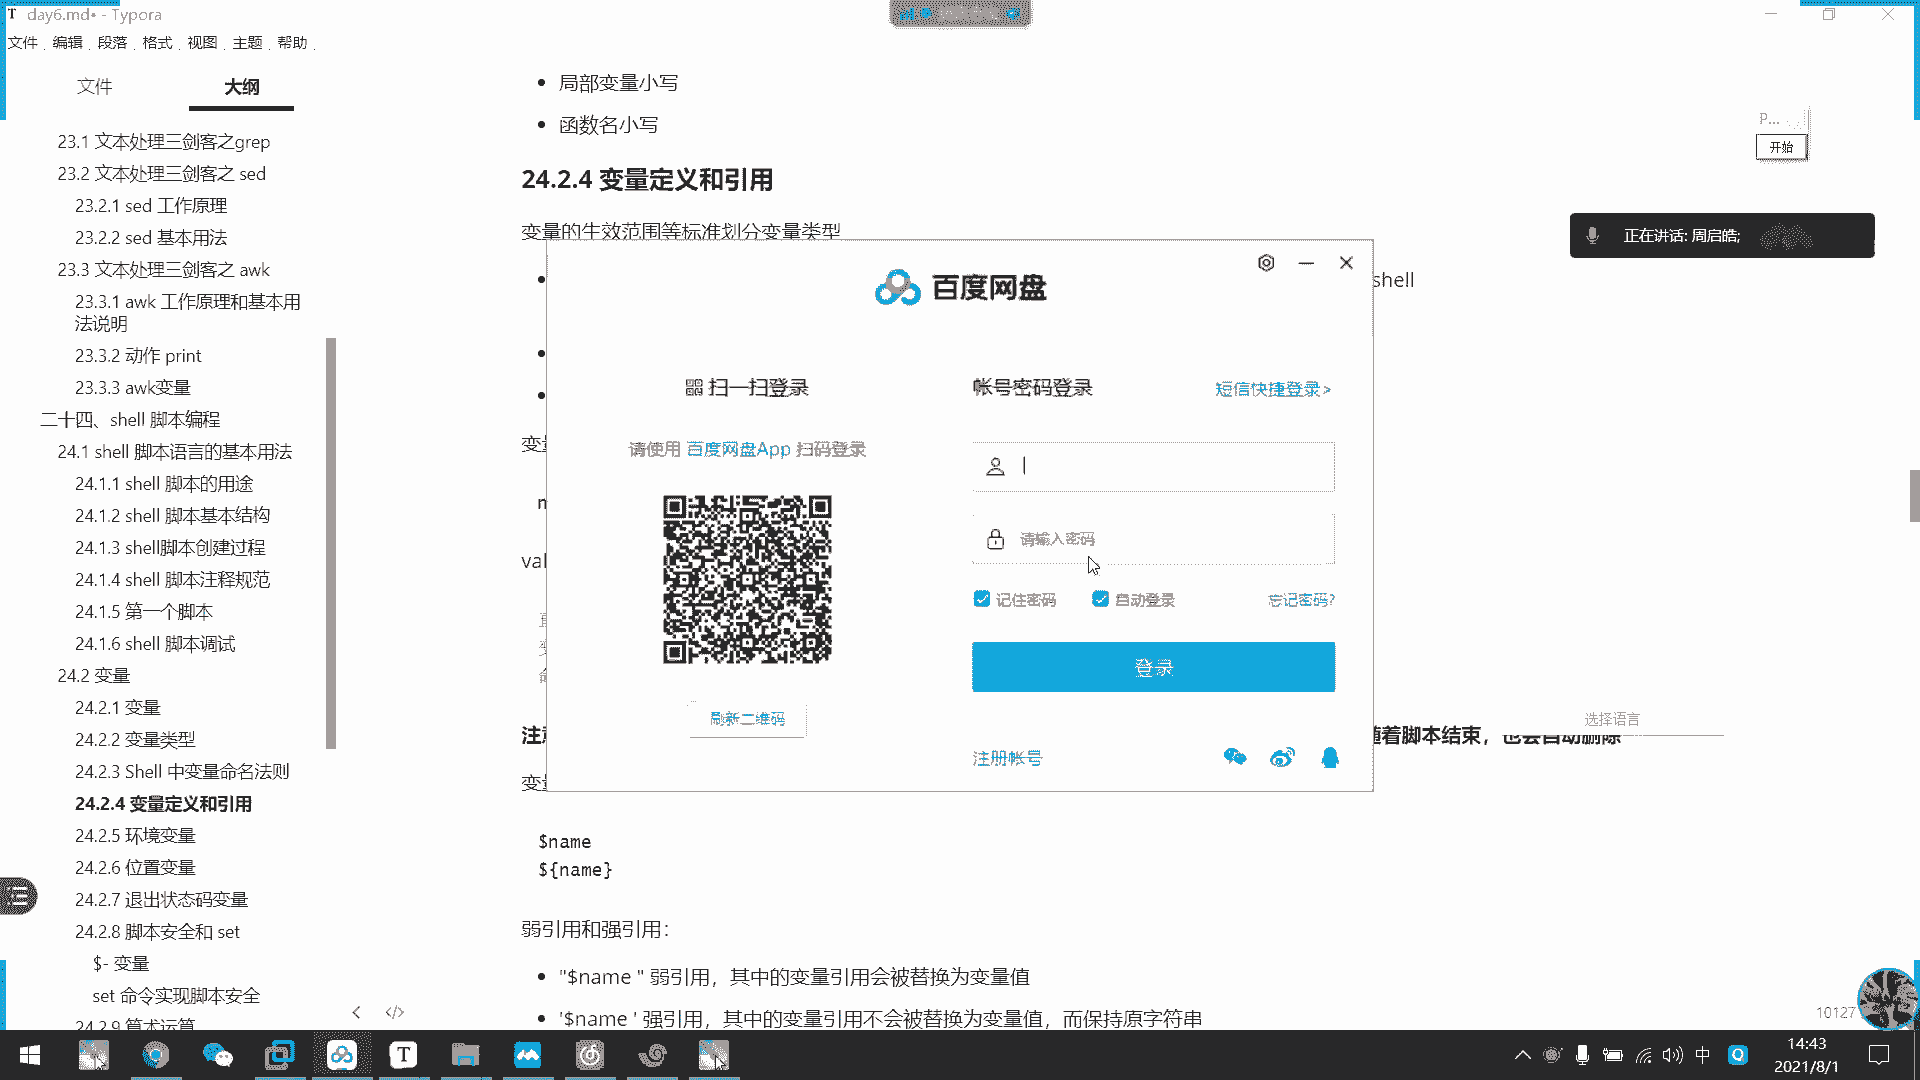 T day6.md• - Typora
文件 编辑 段落 格式 视图 主题 帮助
文件 大纲
23.1 文本处理三剑客之grep
23.2 文本处理三剑客之 sed
23.2.1 sed 工作原理
23.2.2 sed 基本用法
23.3 文本处理三剑客之 awk
23.3.1 awk 工作原理和基本用
法说明
23.3.2 动作 print
23.3.3 awk变量
二十四、shell 脚本编程
24.1 shell 脚本语言的基本用法
24.1.1 shell 脚本的用途
24.1.2 shell 脚本基本结构
24.1.3 shell脚本创建过程
24.1.4 shell 脚本注释规范
24.1.5 第一个脚本
24.1.6 shell 脚本调试
24.2 变量
24.2.1 变量
24.2.2 变量类型
24.2.3 Shell 中变量命名法则
24.2.4 变量定义和引用
24.2.5 环境变量
24.2.6 位置变量
24.2.7 退出状态码变量
24.2.8 脚本安全和 set
$- 变量
set 命令实现脚本安全
24.2.9 算术运算
局部变量小写
函数名小写
24.2.4 变量定义和引用
变量的生效范围等标准划分变量类型
shell
变量
val
随着脚本结束，也会自动删除
$name
${name}
弱引用和强引用：
"$name " 弱引用，其中的变量引用会被替换为变量值
'$name ' 强引用，其中的变量引用不会被替换为变量值，而保持原字符串
百度网盘
扫一扫登录
请使用 百度网盘App 扫码登录
刷新二维码
帐号密码登录 短信快捷登录 >
请输入密码
记住密码 自动登录 忘记密码?
登录
注册帐号
P...
开始
正在讲话: 周启皓;
选择语言
10127
中
14:43
2021/8/1